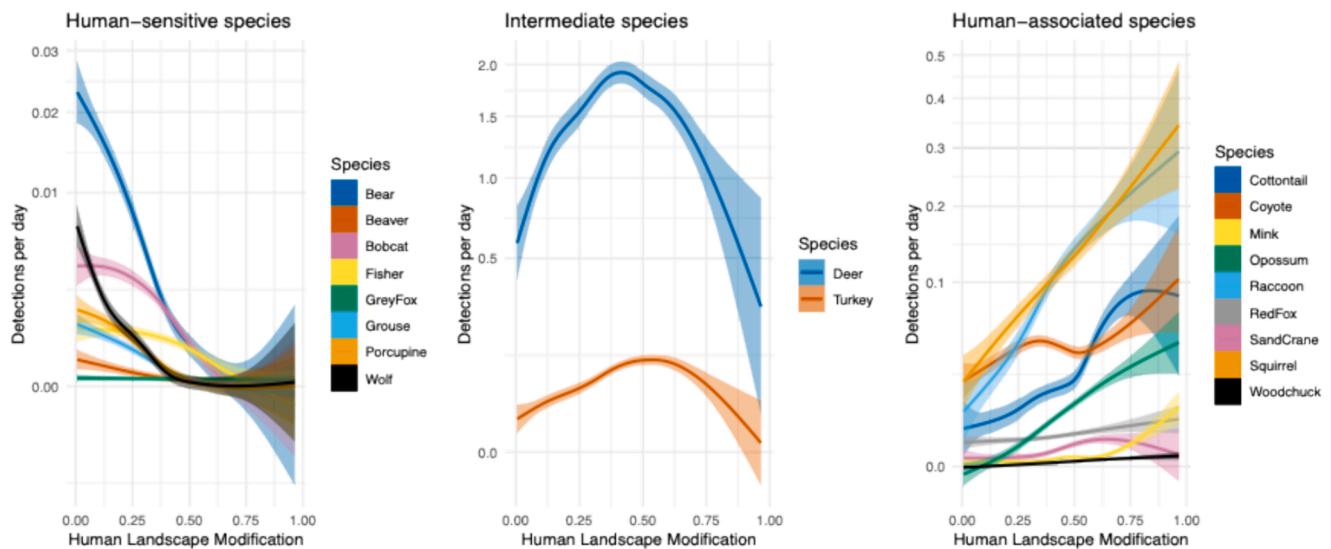 Human-sensitive species
Detections per day
0.03
0.02
0.01
0.00
0.00 0.25 0.50 0.75 1.00
Human Landscape Modification
Species
Bear
Beaver
Bobcat
Fisher
GreyFox
Grouse
Porcupine
Wolf
Intermediate species
Detections per day
2.0
1.5
1.0
0.5
0.0
0.00 0.25 0.50 0.75 1.00
Human Landscape Modification
Species
Deer
Turkey
Human-associated species
Detections per day
0.5
0.4
0.3
0.2
0.1
0.0
0.00 0.25 0.50 0.75 1.00
Human Landscape Modification
Species
Cottontail
Coyote
Mink
Opossum
Raccoon
RedFox
SandCrane
Squirrel
Woodchuck